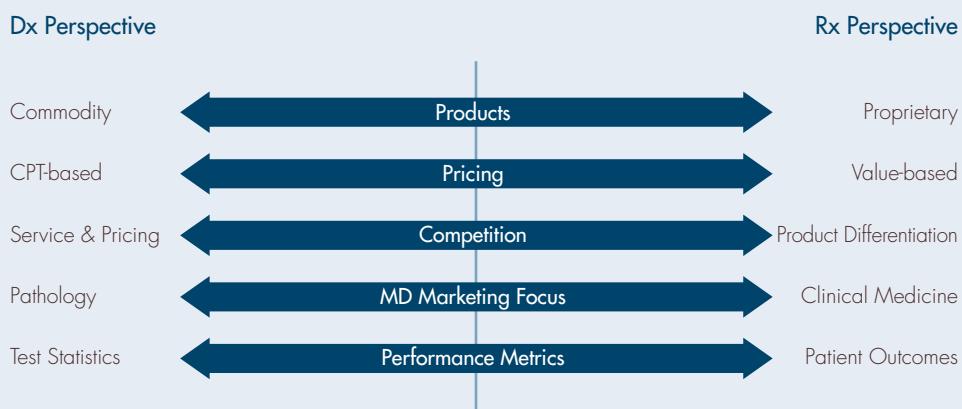 Dx Perspective Rx Perspective
Commodity Products Proprietary
CPT-based Pricing Value-based
Service & Pricing Competition Product Differentiation
Pathology MD Marketing Focus Clinical Medicine
Test Statistics Performance Metrics Patient Outcomes